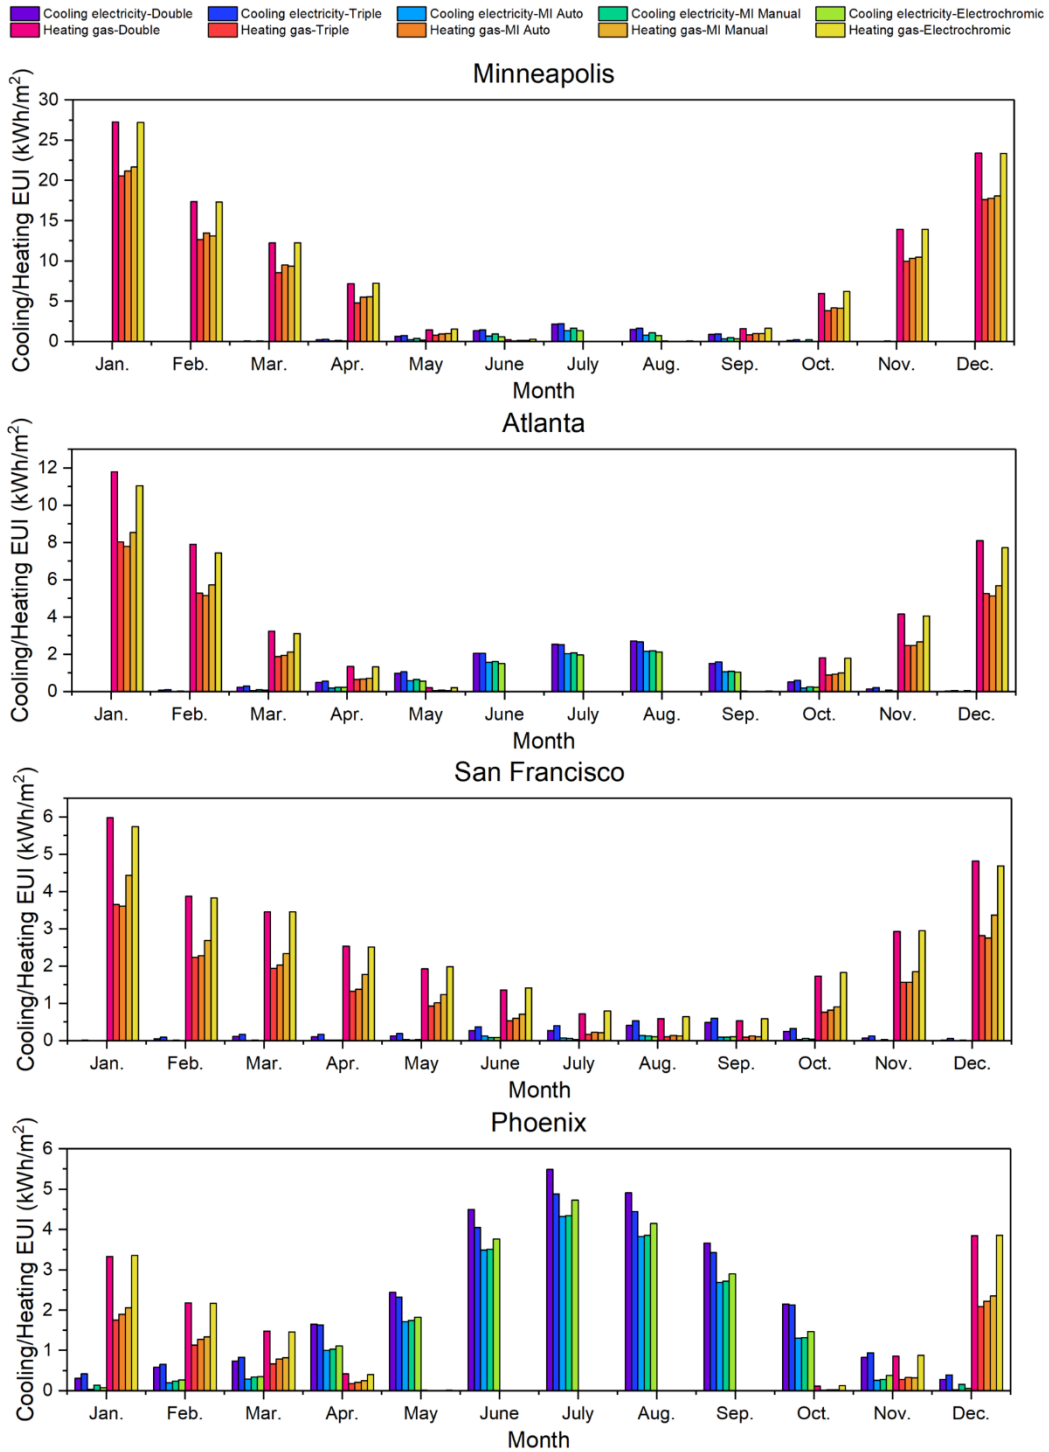 Cooling electricity-Double Cooling electricity-Triple Cooling electricity-MI Auto Cooling electricity-MI Manual Cooling electricity-Electrochromic
Heating gas-Double Heating gas-Triple Heating gas-MI Auto Heating gas-MI Manual Heating gas-Electrochromic
Minneapolis
Cooling/Heating EUI (kWh/m²)
30
25
20
15
10
5
0
Jan. Feb. Mar. Apr. May June July Aug. Sep. Oct. Nov. Dec.
Month
Atlanta
Cooling/Heating EUI (kWh/m²)
12
10
8
6
4
2
0
Jan. Feb. Mar. Apr. May June July Aug. Sep. Oct. Nov. Dec.
Month
San Francisco
Cooling/Heating EUI (kWh/m²)
6
5
4
3
2
1
0
Jan. Feb. Mar. Apr. May June July Aug. Sep. Oct. Nov. Dec.
Month
Phoenix
Cooling/Heating EUI (kWh/m²)
6
5
4
3
2
1
0
Jan. Feb. Mar. Apr. May June July Aug. Sep. Oct. Nov. Dec.
Month